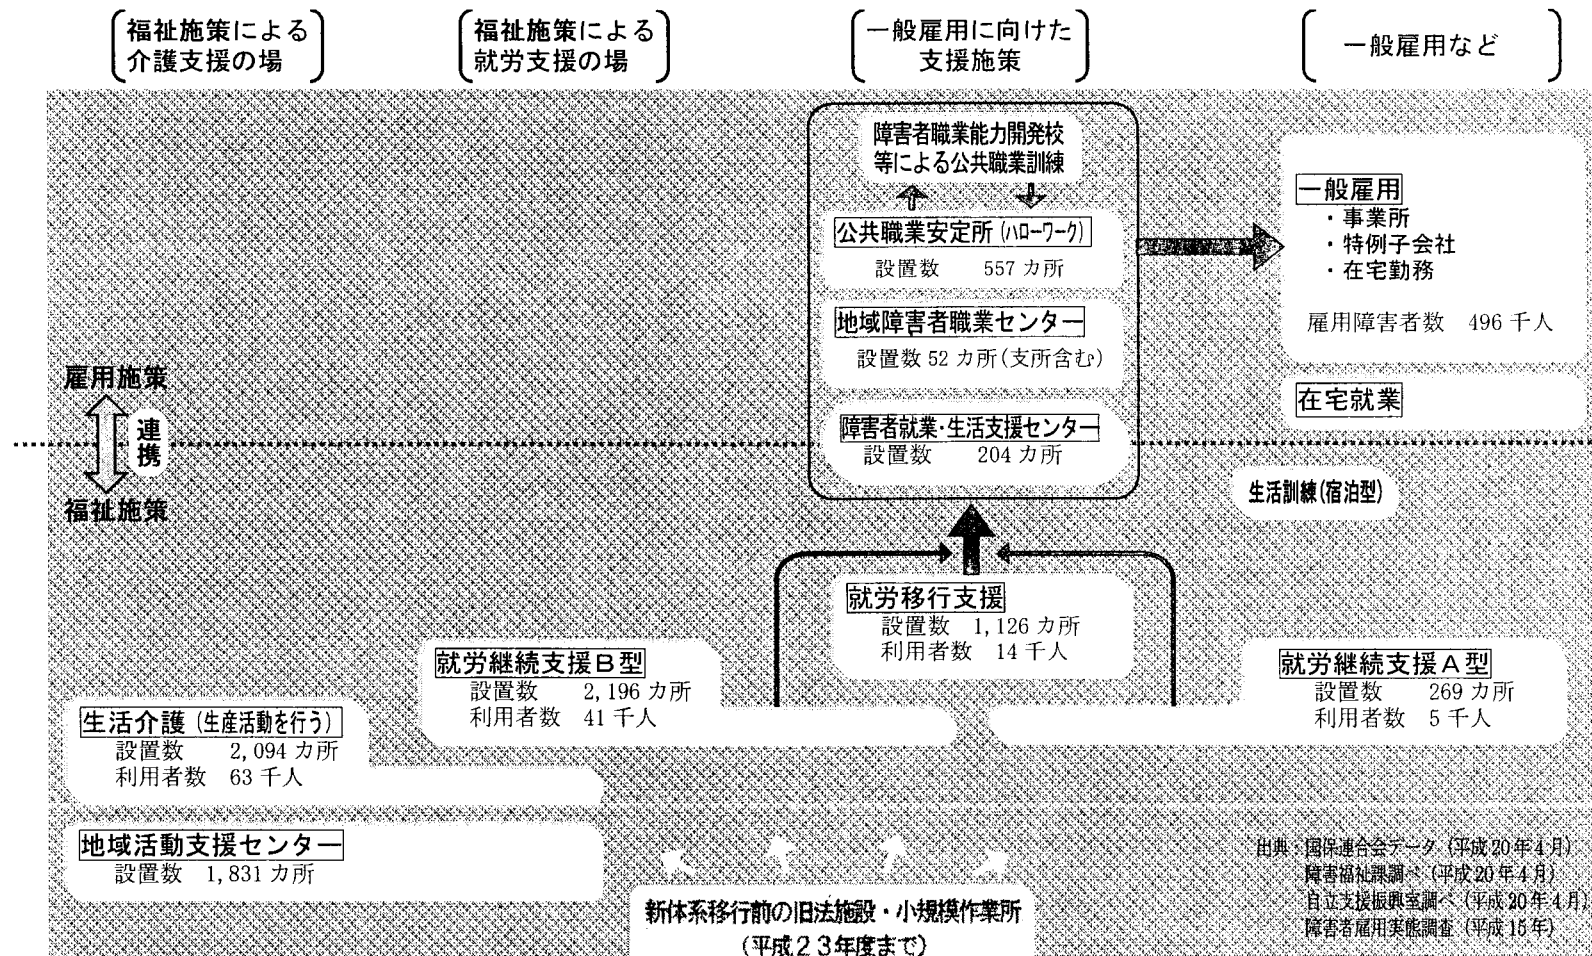 福祉施策による
介護支援の場
福祉施策による
就労支援の場
一般雇用に向けた
支援施策
一般雇用など
障害者職業能力開発校
等による公共職業訓練
公共職業安定所(ハローワーク)
設置数 557カ所
地域障害者職業センター
設置数52カ所(支所含む)
障害者就業・生活支援センター
設置数 204カ所
一般雇用
・事業所
・特例子会社
・在宅勤務
雇用障害者数 496千人
在宅就業
雇用施策
連携
福祉施策
生活訓練(宿泊型)
就労移行支援
設置数 1,126カ所
利用者数 14千人
就労継続支援B型
設置数 2,196カ所
利用者数 41千人
就労継続支援A型
設置数 269カ所
利用者数 5千人
生活介護(生産活動を行う)
設置数 2,094カ所
利用者数 63千人
地域活動支援センター
設置数 1,831カ所
新体系移行前の旧法施設・小規模作業所
(平成23年度まで)
出典・国保連合会データ(平成20年4月)
障害福祉課調べ(平成20年4月)
自立支援振興室調べ(平成20年4月)
障害者雇用実態調査(平成15年)